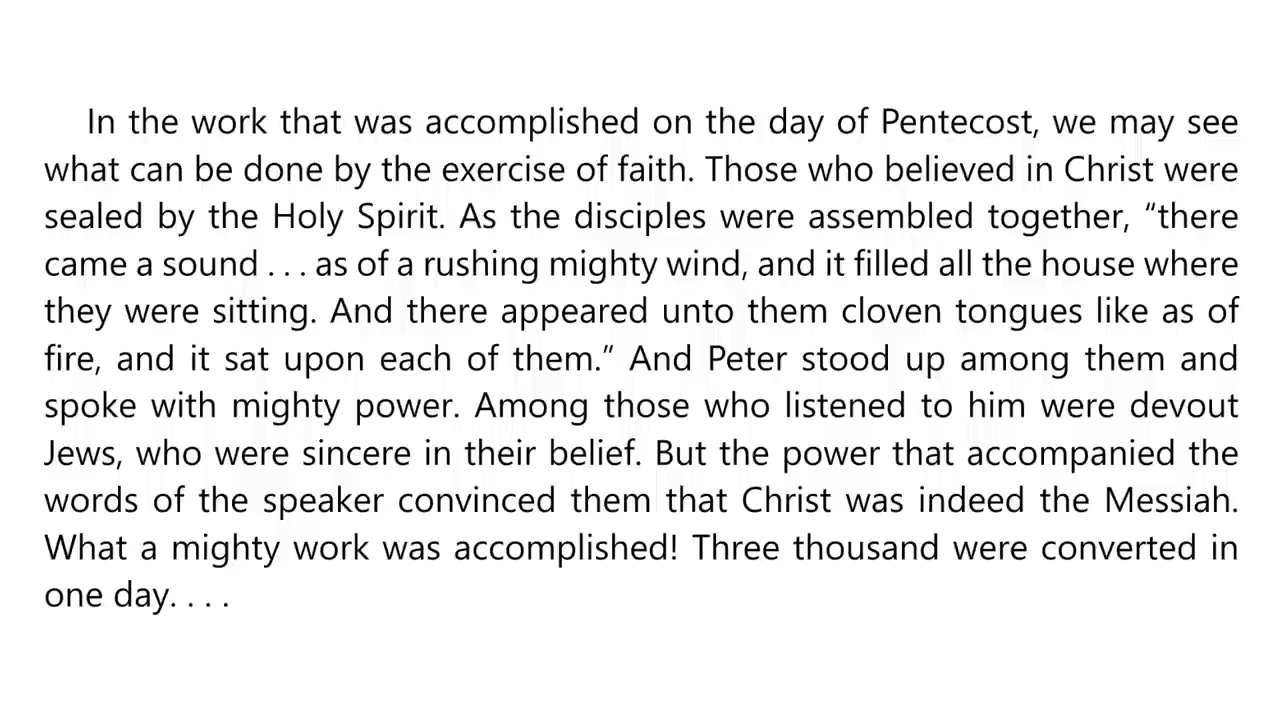 In the work that was accomplished on the day of Pentecost, we may see
what can be done by the exercise of faith. Those who believed in Christ were
sealed by the Holy Spirit. As the disciples were assembled together, “there
came a sound . . . as of a rushing mighty wind, and it filled all the house where
they were sitting. And there appeared unto them cloven tongues like as of
fire, and it sat upon each of them.” And Peter stood up among them and
spoke with mighty power. Among those who listened to him were devout
Jews, who were sincere in their belief. But the power that accompanied the
words of the speaker convinced them that Christ was indeed the Messiah.
What a mighty work was accomplished! Three thousand were converted in
one day. . . .